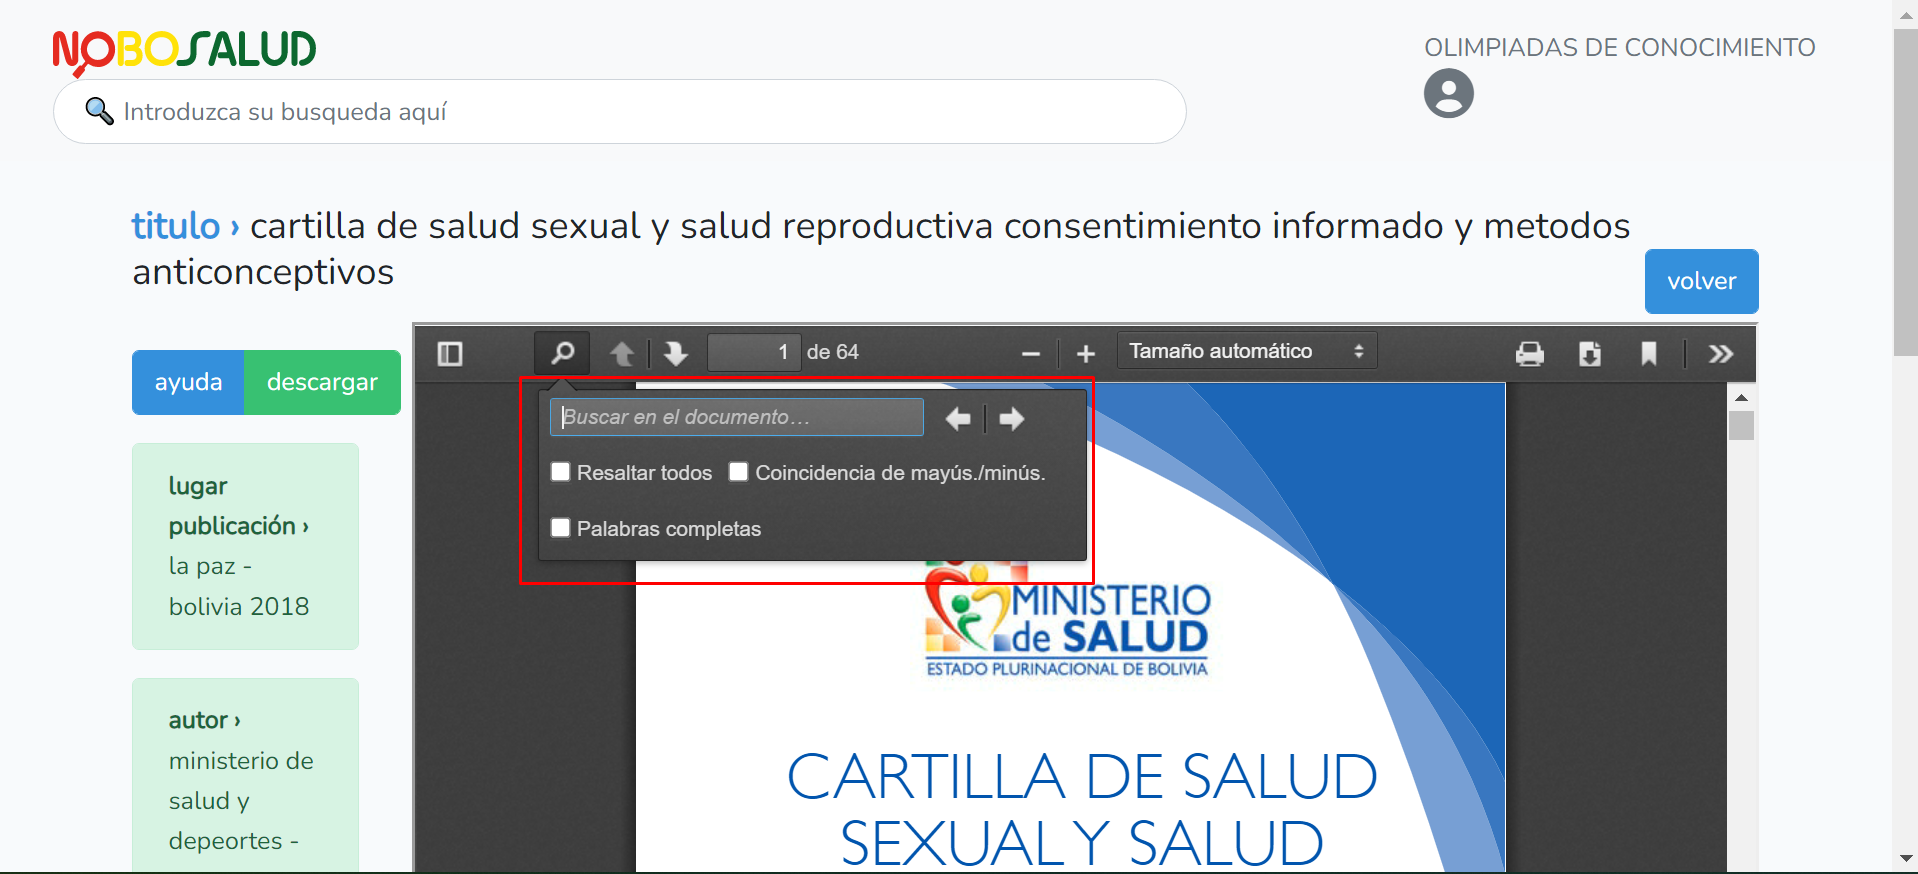 NOBOSALUD
OLIMPIADAS DE CONOCIMIENTO
Introduzca su busqueda aquí
titulo › cartilla de salud sexual y salud reproductiva consentimiento informado y metodos
anticonceptivos
volver
ayuda
descargar
1 de 64
Tamaño automático
Buscar en el documento...
Resaltar todos
Coincidencia de mayús./minús.
Palabras completas
lugar
publicación ›
la paz -
bolivia 2018
autor ›
ministerio de
salud y
depeortes -
MINISTERIO
de SALUD
ESTADO PLURINACIONAL DE BOLIVIA
CARTILLA DE SALUD
SEXUAL Y SALUD